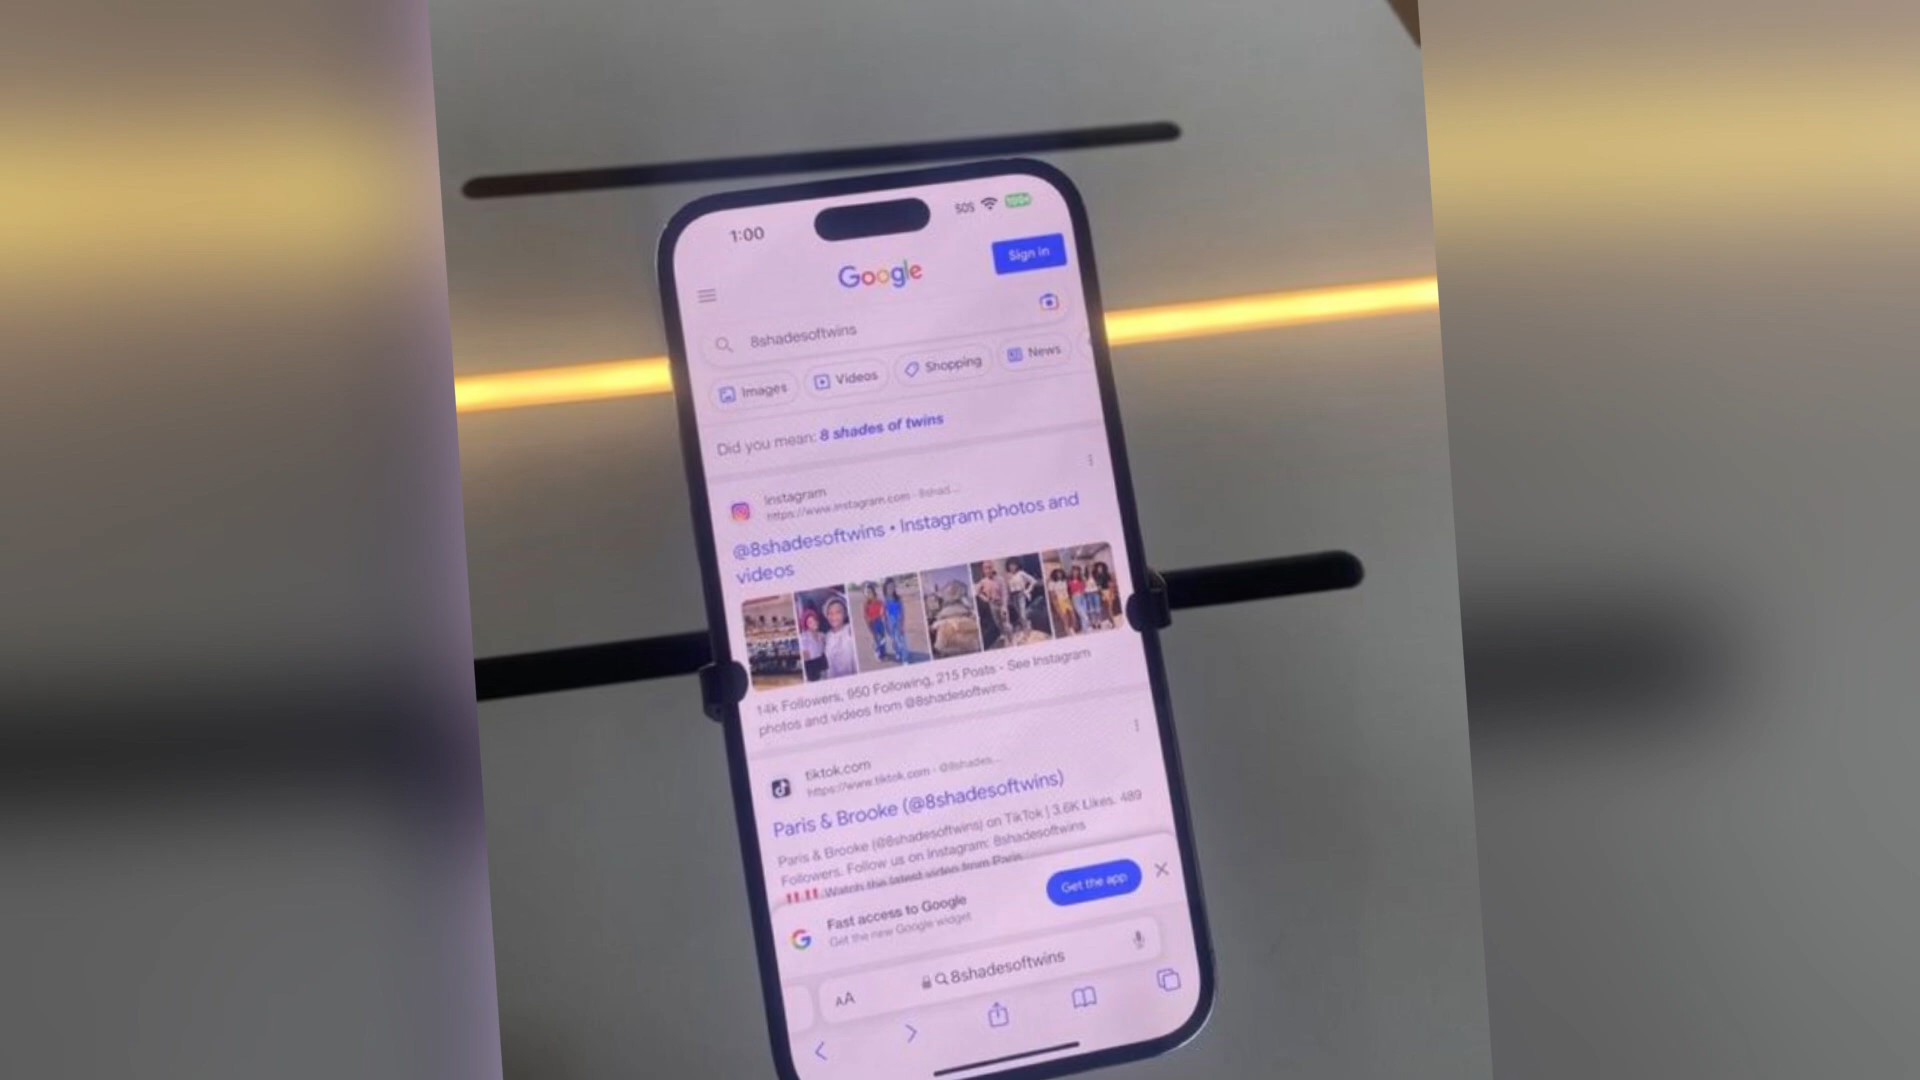 1:00
SOS
Google
Sign in
8shadesoftwins
Images
Videos
Shopping
News
Did you mean: 8 shades of twins
Instagram
https://www.instagram.com › 8shad...
@8shadesoftwins • Instagram photos and
videos
14k Followers, 950 Following, 215 Posts - See Instagram
photos and videos from @8shadesoftwins.
tiktok.com
https://www.tiktok.com › @8shades...
Paris & Brooke (@8shadesoftwins)
Paris & Brooke (@8shadesoftwins) on TikTok | 3.6K Likes. 489
Followers. Follow us on Instagram: 8shadesoftwins
Watch the latest video from Paris
Fast access to Google
Get the new Google widget
Get the app
AA
8shadesoftwins